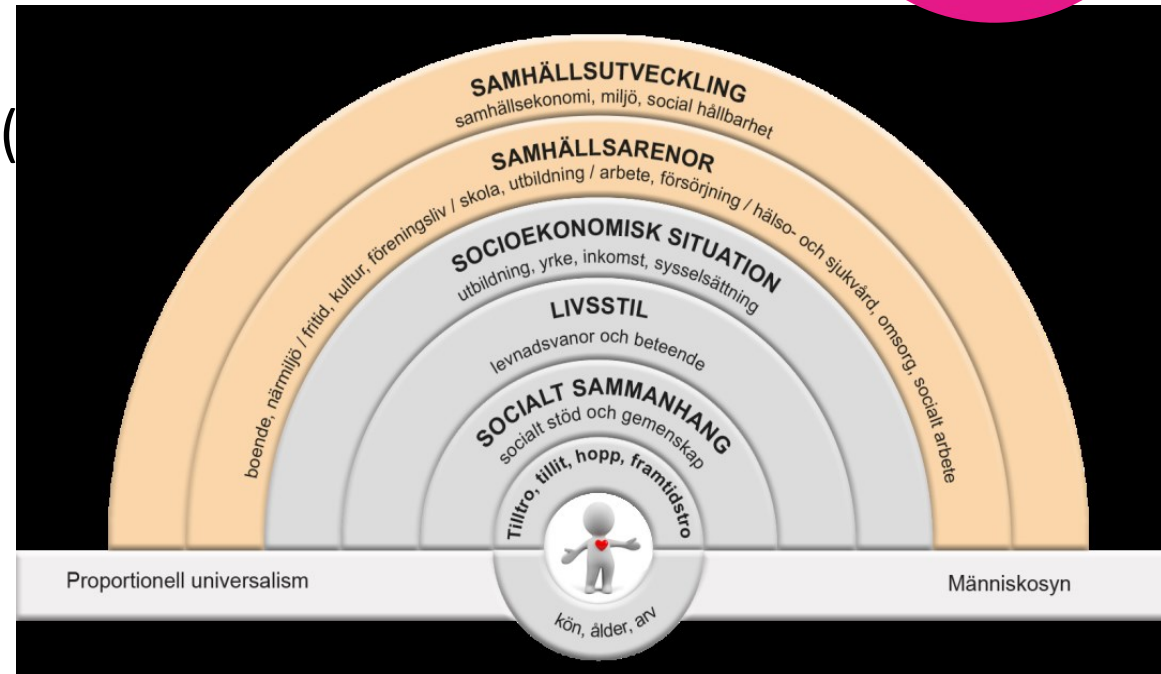 (
SAMHÄLLSUTVECKLING
samhällsekonomi, miljö, social hållbarhet
SAMHÄLLSARENOR
boende, närmiljö / fritid, kultur, föreningsliv / skola, utbildning / arbete, försörjning / hälso- och sjukvård, omsorg, socialt arbete
SOCIOEKONOMISK SITUATION
utbildning, yrke, inkomst, sysselsättning
LIVSSTIL
levnadsvanor och beteende
SOCIALT SAMMANHANG
socialt stöd och gemenskap
Tilltro, tillit, hopp, framtidstro
Proportionell universalism
Människosyn
kön, ålder, arv